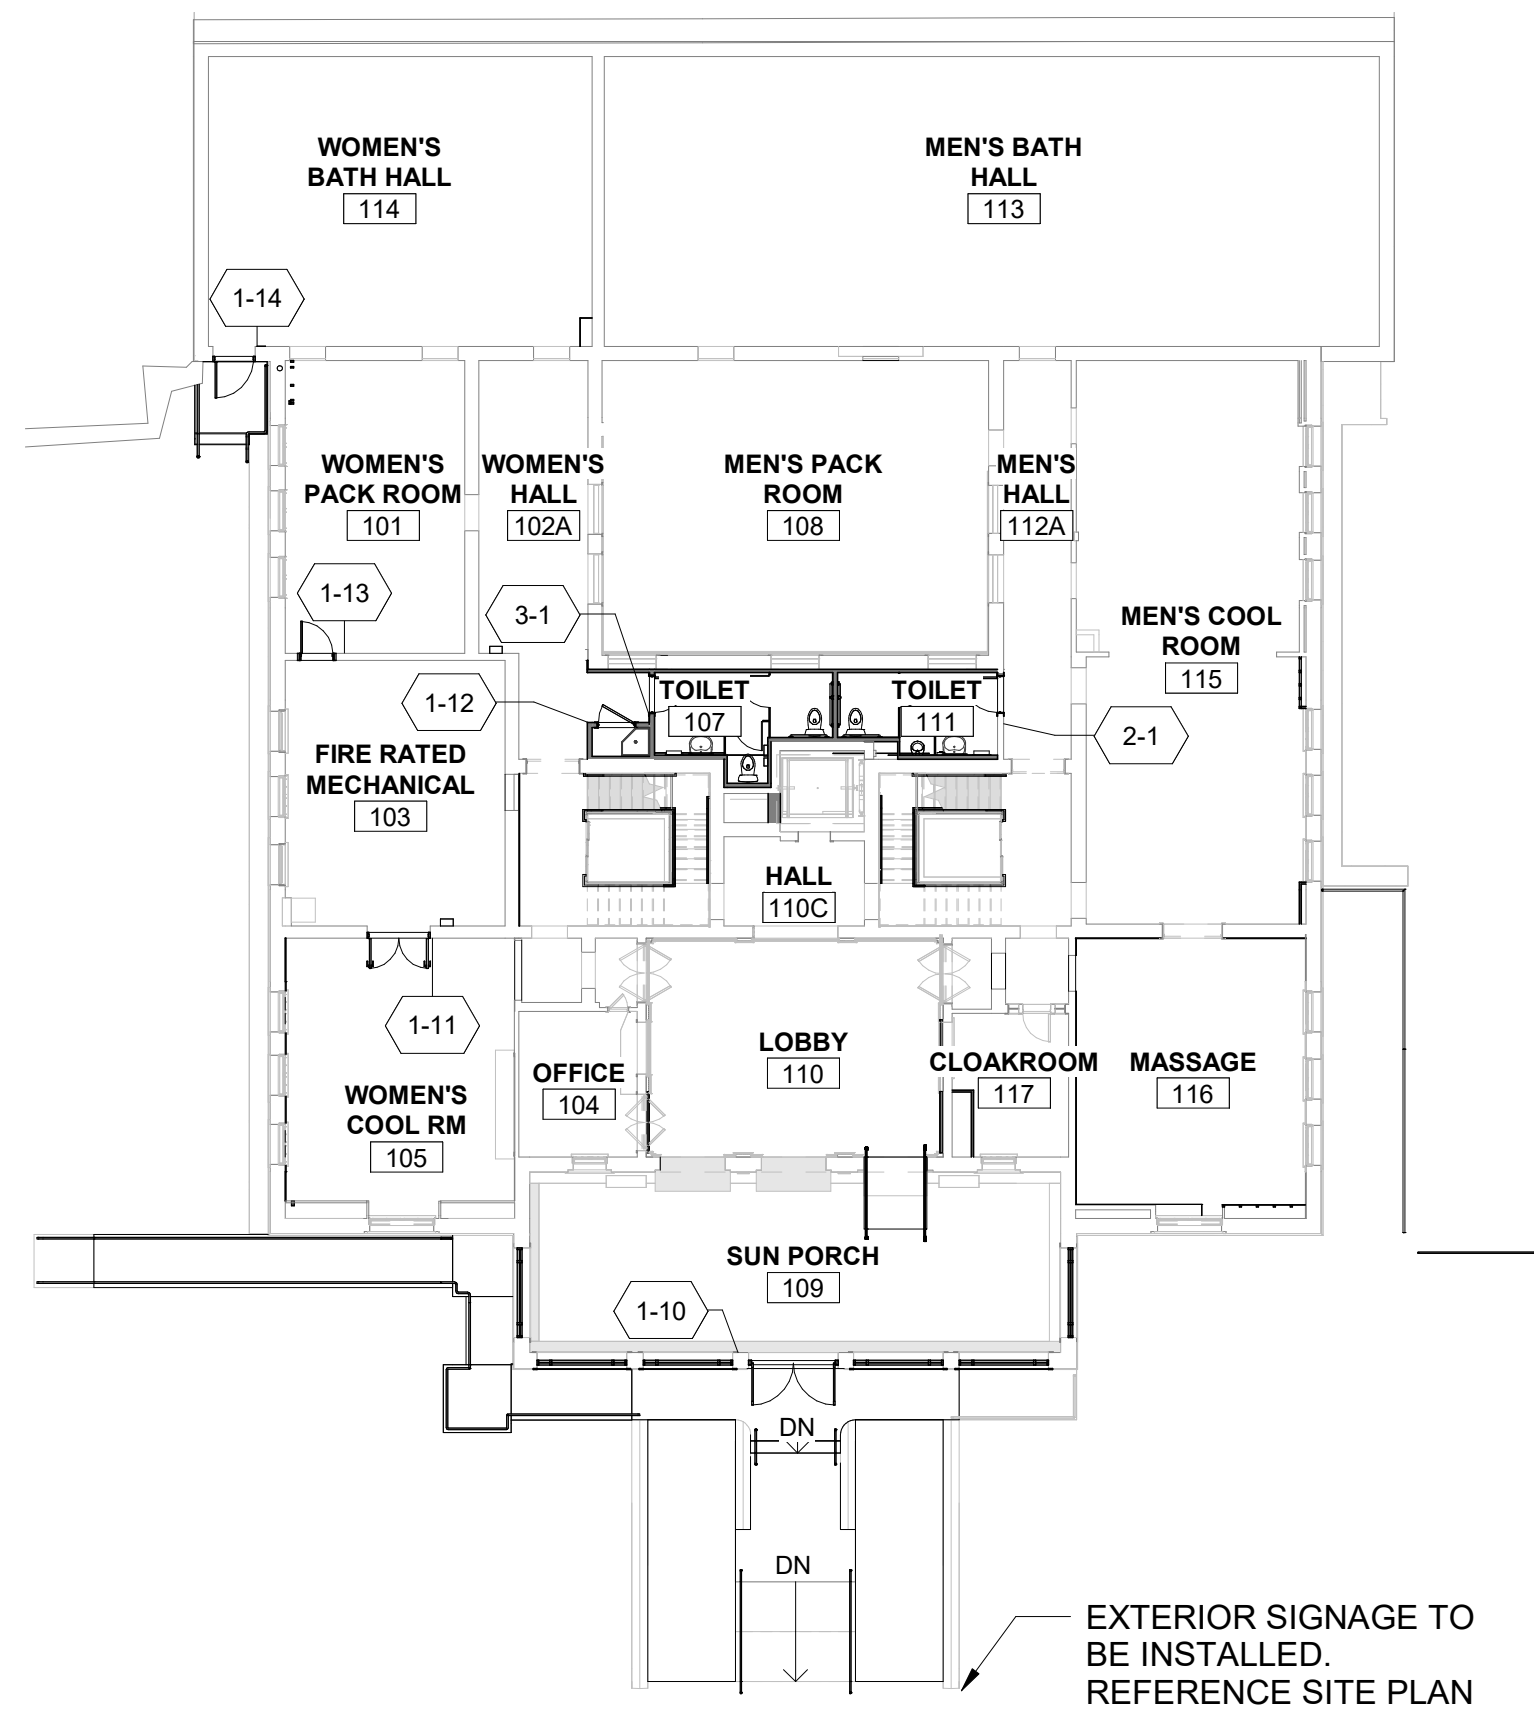 WOMEN'S
BATH HALL
114
MEN'S BATH
HALL
113
1-14
WOMEN'S
PACK ROOM
101
WOMEN'S
HALL
102A
MEN'S PACK
ROOM
108
MEN'S
HALL
112A
1-13
3-1
MEN'S COOL
ROOM
115
1-12
TOILET
107
TOILET
111
2-1
FIRE RATED
MECHANICAL
103
HALL
110C
1-11
LOBBY
110
OFFICE
104
CLOAKROOM
117
MASSAGE
116
WOMEN'S
COOL RM
105
SUN PORCH
109
1-10
DN
DN
EXTERIOR SIGNAGE TO
BE INSTALLED.
REFERENCE SITE PLAN